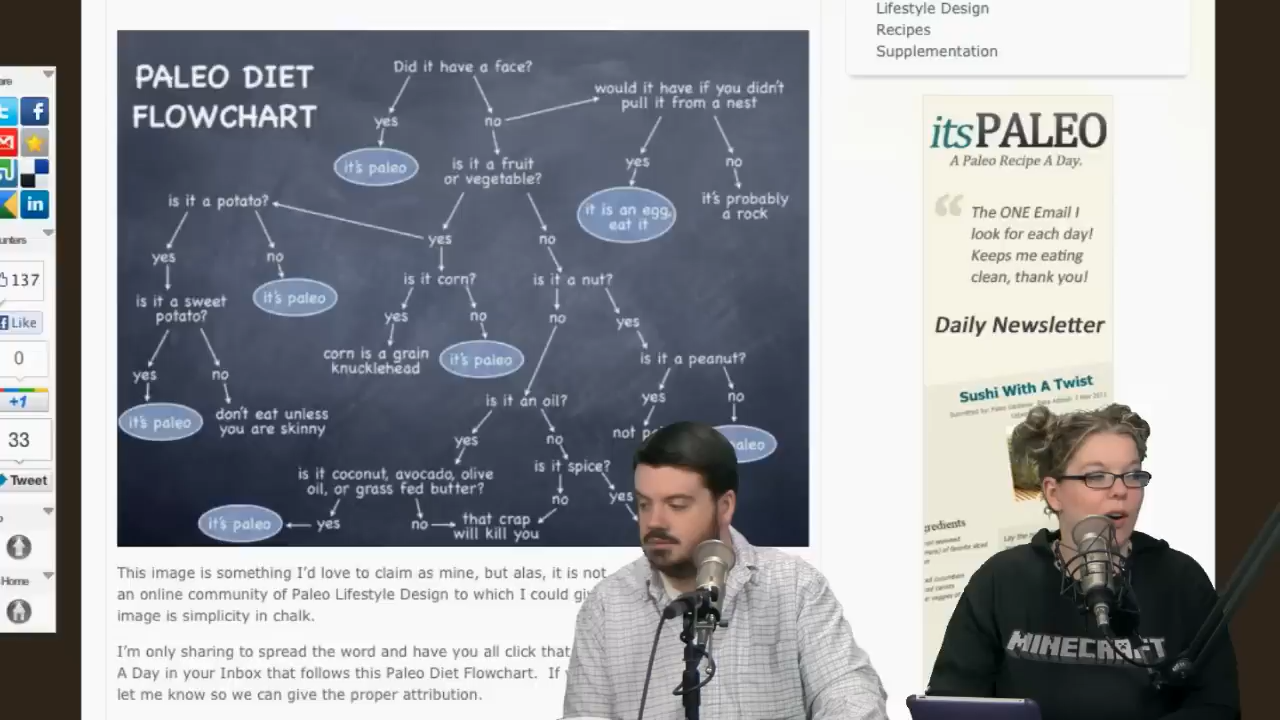 Lifestyle Design
Recipes
Supplementation
PALEO DIET
FLOWCHART
Did it have a face?
yes
no
it's paleo
would it have if you didn't
pull it from a nest
yes
no
it is an egg,
eat it
it's probably
a rock
is it a fruit
or vegetable?
yes
no
is it a potato?
yes
no
it's paleo
is it a sweet
potato?
yes
no
it's paleo
don't eat unless
you are skinny
is it corn?
yes
no
corn is a grain
knucklehead
it's paleo
is it a nut?
no
yes
is it a peanut?
yes
no
not
paleo
is it an oil?
yes
no
is it coconut, avocado, olive
oil, or grass fed butter?
it's paleo
yes
no
that crap
will kill you
is it spice?
no
yes
This image is something I'd love to claim as mine, but alas, it is not
an online community of Paleo Lifestyle Design to which I could
image is simplicity in chalk.
I'm only sharing to spread the word and have you all click that
A Day in your Inbox that follows this Paleo Diet Flowchart. If
let me know so we can give the proper attribution.
itsPALEO
A Paleo Recipe A Day.
“
The ONE Email I
look for each day!
Keeps me eating
clean, thank you!
Daily Newsletter
Sushi With A Twist
137
Like
0
+1
33
Tweet
Home
MINECRAFT